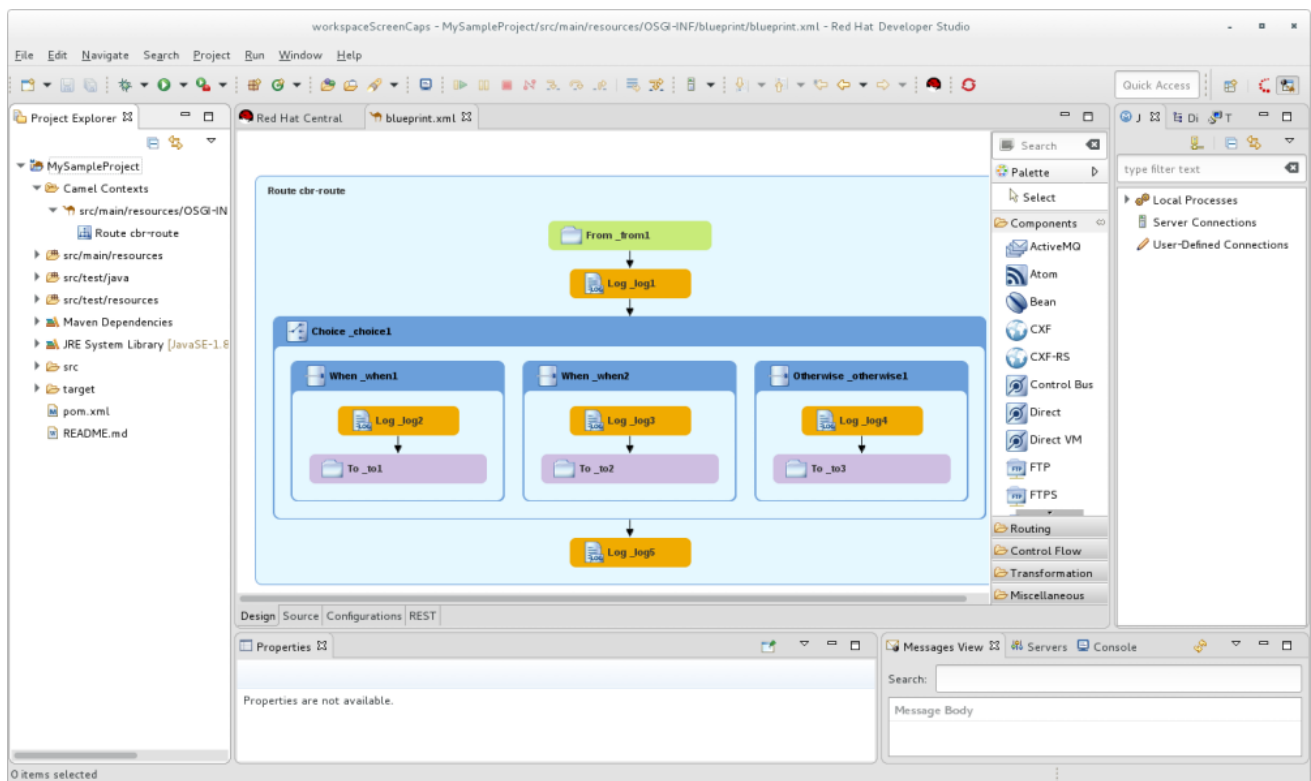 workspaceScreenCaps - MySampleProject/src/main/resources/OSGI-INF/blueprint/blueprint.xml - Red Hat Developer Studio
File Edit Navigate Search Project Run Window Help
Quick Access
Project Explorer
MySampleProject
Camel Contexts
src/main/resources/OSGI-IN
Route cbr-route
src/main/resources
src/test/java
src/test/resources
Maven Dependencies
JRE System Library [JavaSE-1.8
src
target
pom.xml
README.md
Red Hat Central blueprint.xml
Route cbr-route
From _from1
Log _log1
Choice _choice1
When _when1 When _when2 Otherwise _otherwise1
Log _log2 Log _log3 Log _log4
To _to1 To _to2 To _to3
Log _log5
Design Source Configurations REST
Search
Palette
Select
Components
ActiveMQ
Atom
Bean
CXF
CXF-RS
Control Bus
Direct
Direct VM
FTP FTP
FTP FTPS
Routing
Control Flow
Transformation
Miscellaneous
J Di T
type filter text
Local Processes
Server Connections
User-Defined Connections
Properties
Properties are not available.
Messages View Servers Console
Search:
Message Body
0 items selected